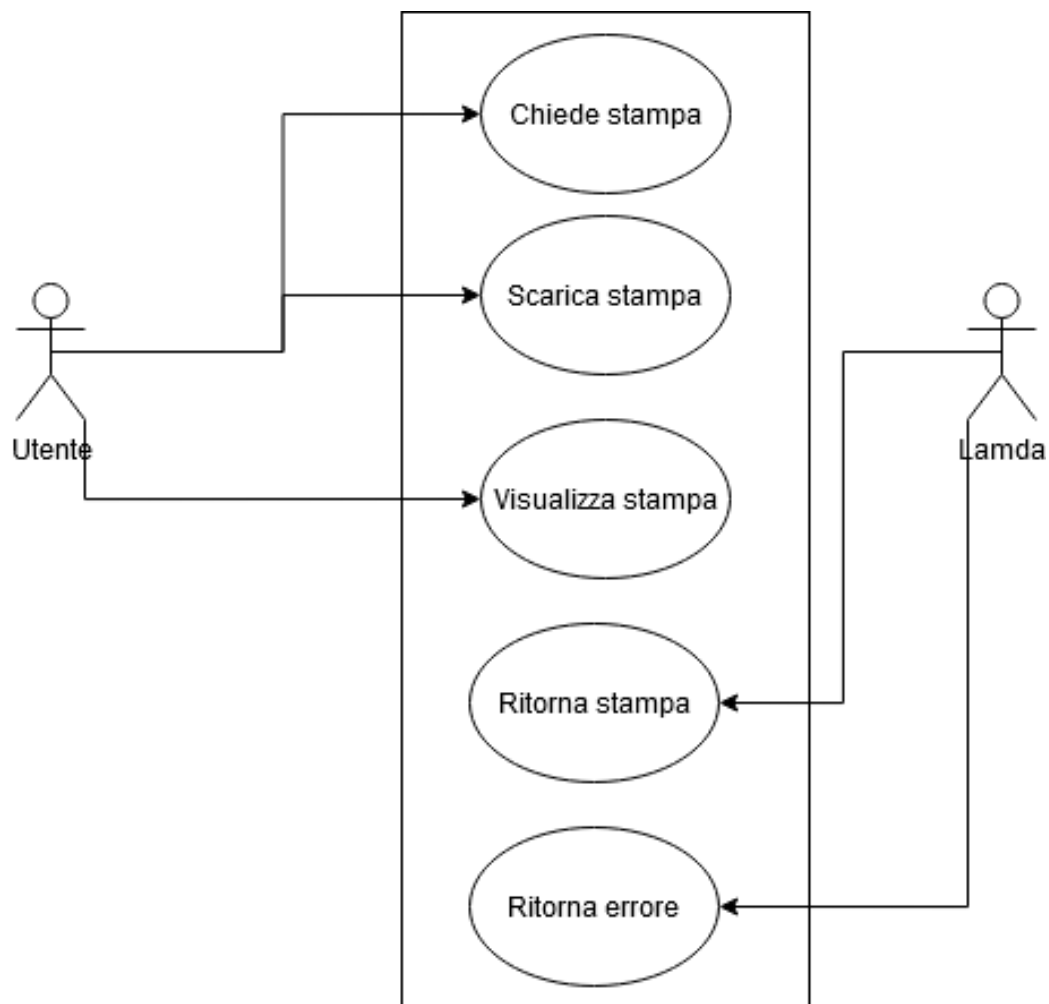 Chiede stampa
Scarica stampa
Utente
Lamda
Visualizza stampa
Ritorna stampa
Ritorna errore